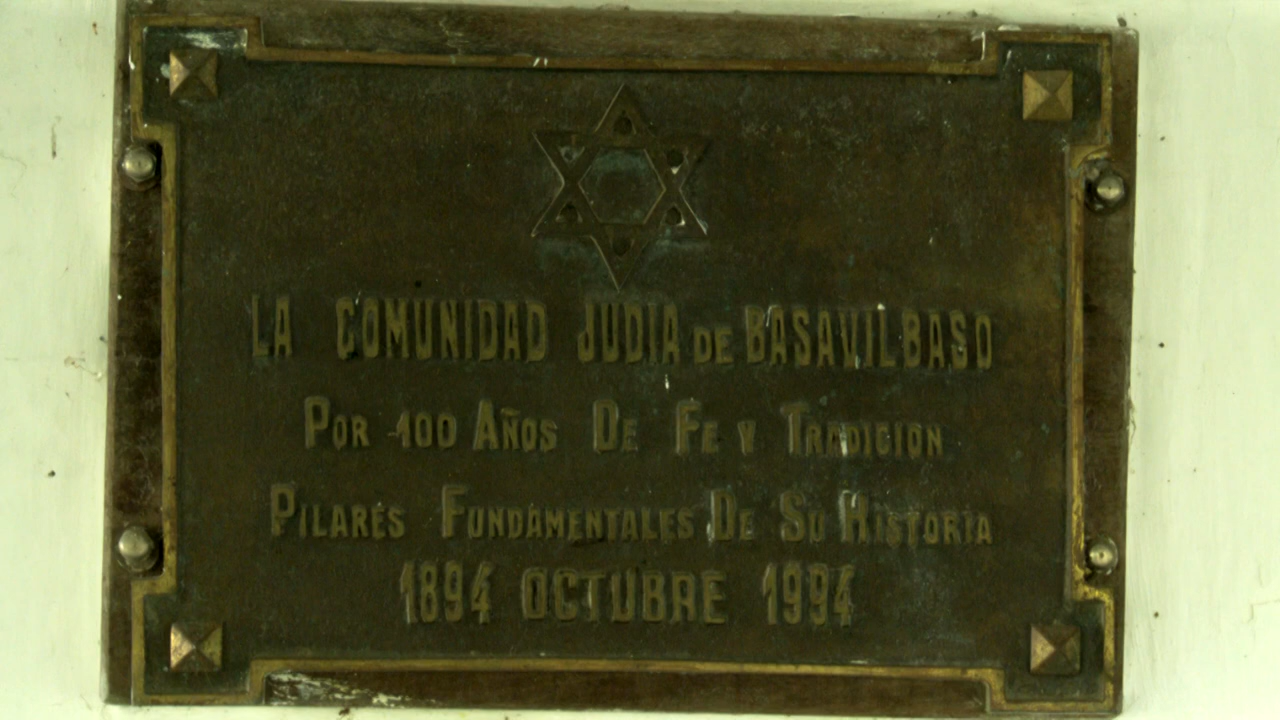 LA COMUNIDAD JUDIA DE BASAVILBASO
POR 100 AÑOS DE FE Y TRADICION
PILARES FUNDAMENTALES DE SU HISTORIA
1894 OCTUBRE 1994